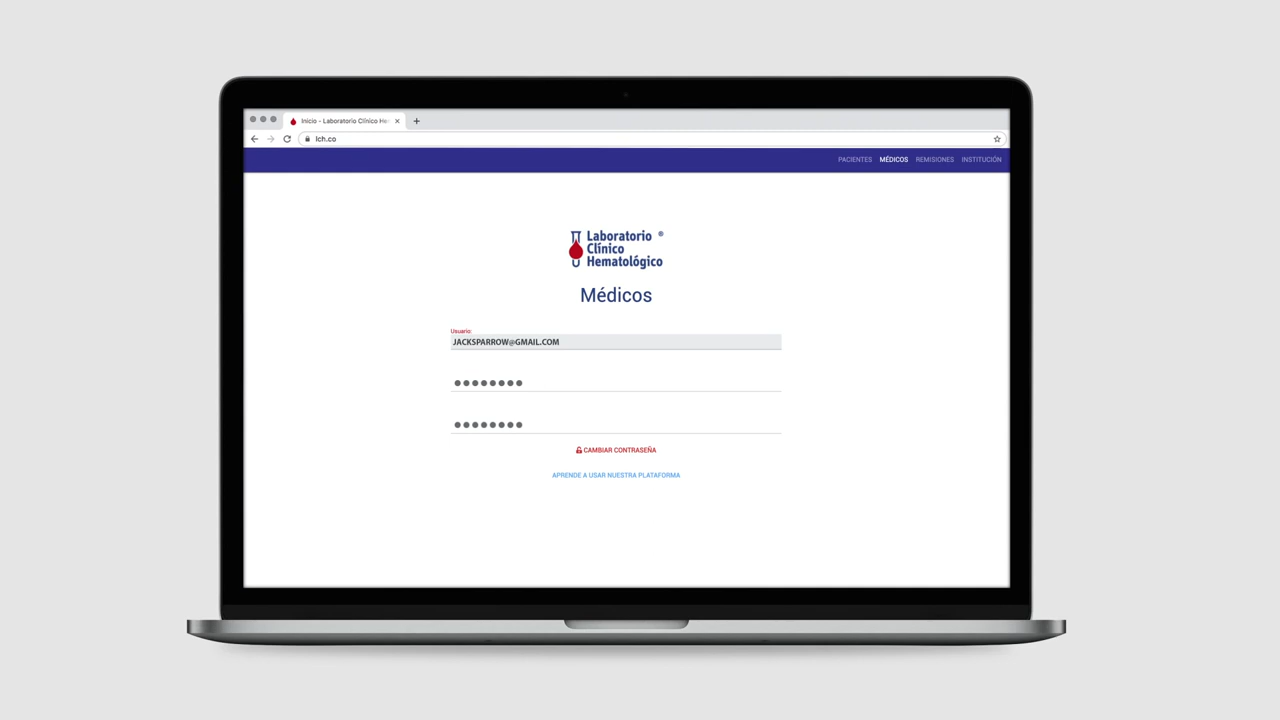 Inicio - Laboratorio Clínico He
lch.co
PACIENTES MÉDICOS REMISIONES INSTITUCIÓN
Laboratorio ®
Clínico
Hematológico
Médicos
Usuario:
JACKSPARROW@GMAIL.COM
CAMBIAR CONTRASEÑA
APRENDE A USAR NUESTRA PLATAFORMA